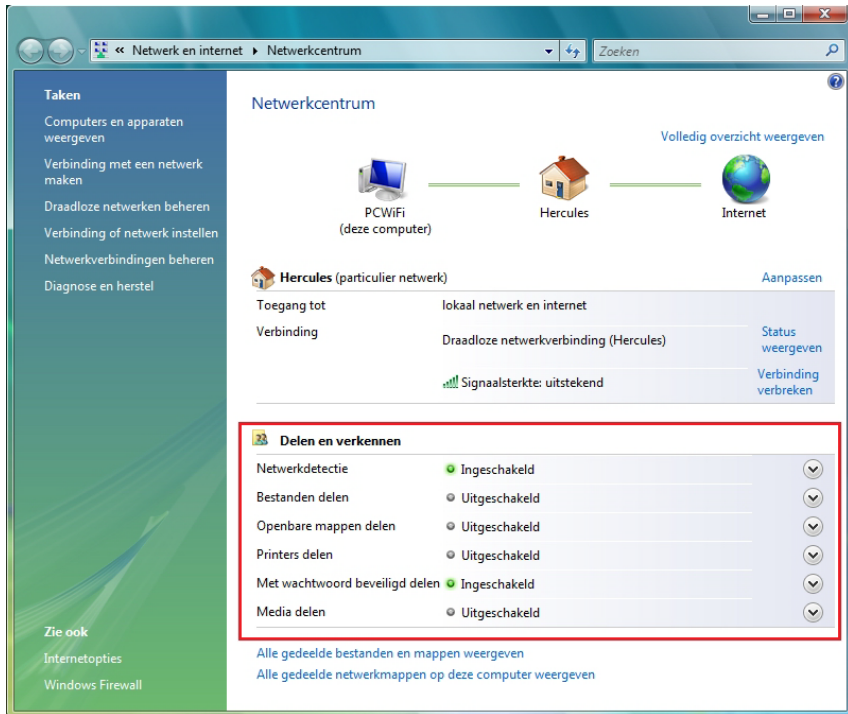 « Netwerk en internet ▸ Netwerkcentrum
Zoeken
Taken
Computers en apparaten
weergeven
Verbinding met een netwerk
maken
Draadloze netwerken beheren
Verbinding of netwerk instellen
Netwerkverbindingen beheren
Diagnose en herstel
Zie ook
Internetopties
Windows Firewall
Netwerkcentrum
Volledig overzicht weergeven
PCWiFi
(deze computer)
Hercules
Internet
Hercules (particulier netwerk)
Aanpassen
Toegang tot
lokaal netwerk en internet
Verbinding
Draadloze netwerkverbinding (Hercules)
Status
weergeven
Signaalsterkte: uitstekend
Verbinding
verbreken
Delen en verkennen
Netwerkdetectie
Ingeschakeld
Bestanden delen
Uitgeschakeld
Openbare mappen delen
Uitgeschakeld
Printers delen
Uitgeschakeld
Met wachtwoord beveiligd delen
Ingeschakeld
Media delen
Uitgeschakeld
Alle gedeelde bestanden en mappen weergeven
Alle gedeelde netwerkmappen op deze computer weergeven